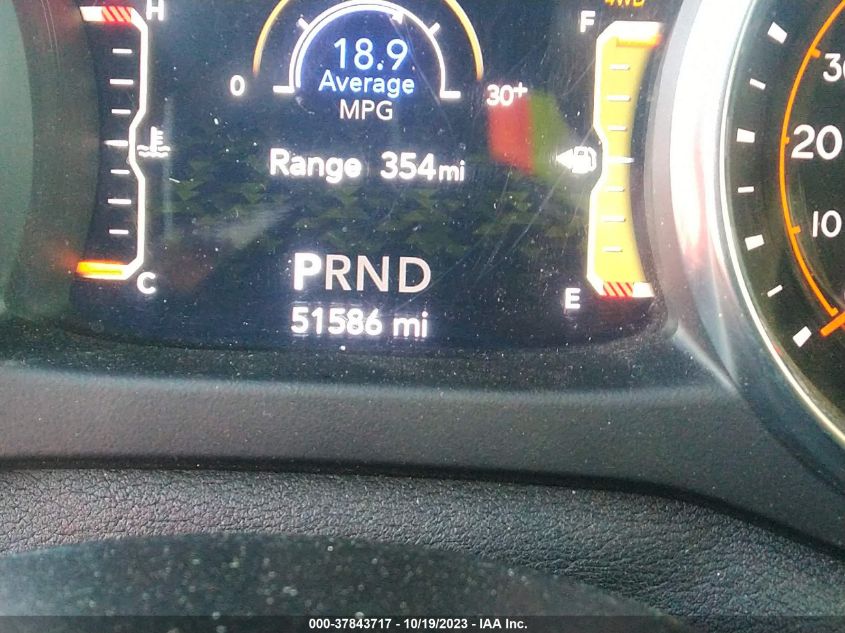 H
F
4WD
18.9
Average
MPG
0
30+
Range 354mi
PRND
51586 mi
C
E
30
20
10
000-37843717 - 10/19/2023 - IAA Inc.